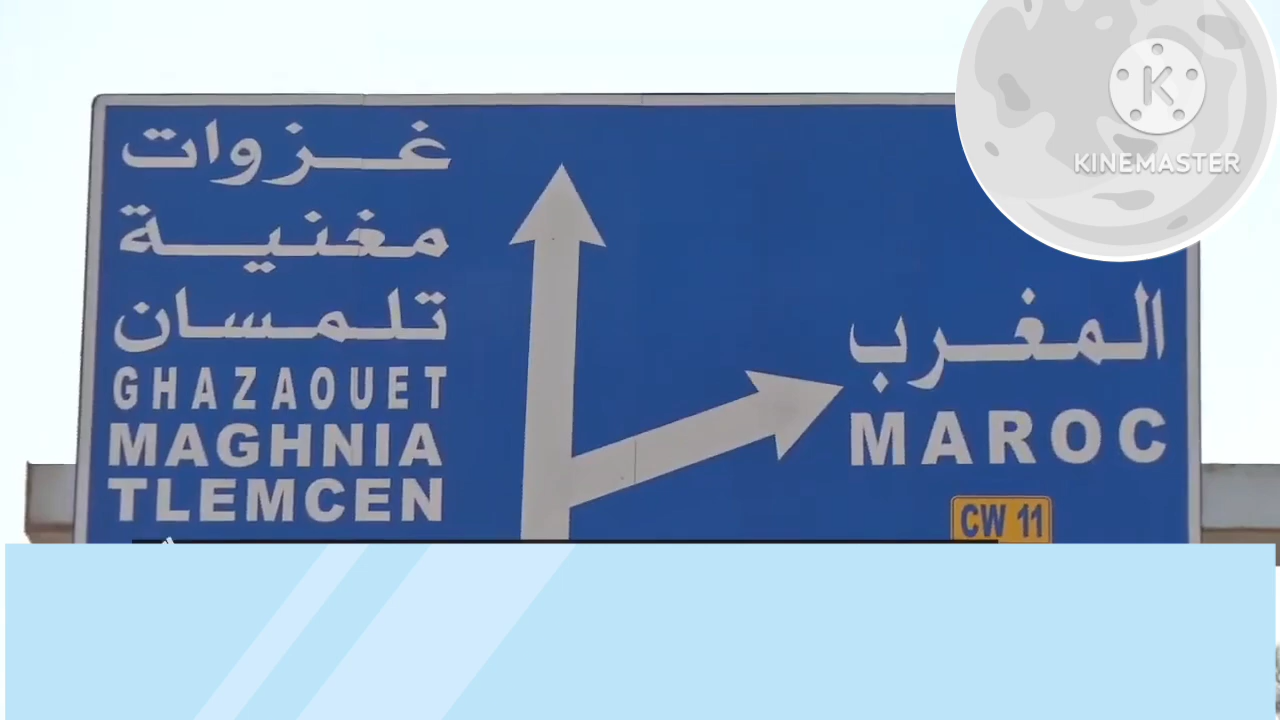 غزوات
مغنية
تلمسان
GHAZAOUET
MAGHNIA
TLEMCEN
المغرب
MAROC
CW 11
K
KINEMASTER